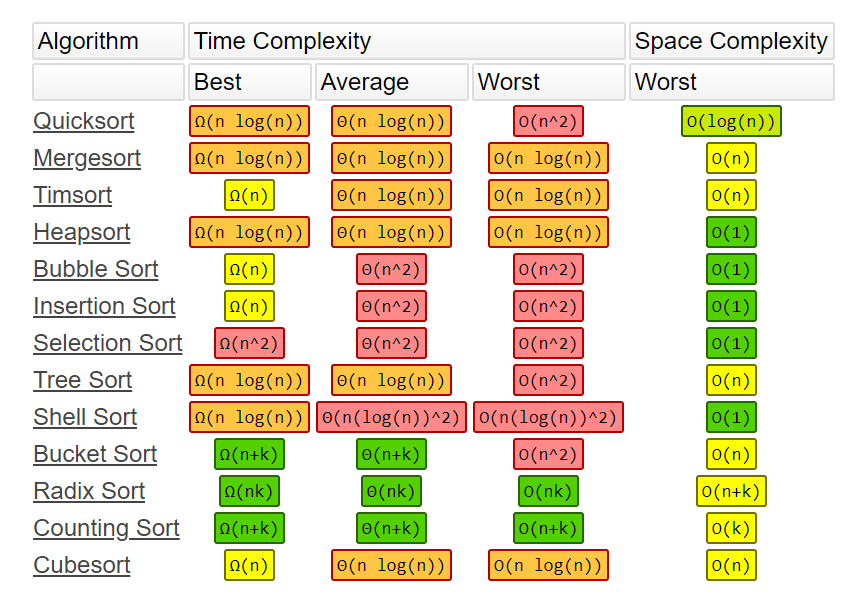 Algorithm Time Complexity Space Complexity
Best Average Worst Worst
Quicksort Ω(n log(n)) Θ(n log(n)) O(n^2) O(log(n))
Mergesort Ω(n log(n)) Θ(n log(n)) O(n log(n)) O(n)
Timsort Ω(n) Θ(n log(n)) O(n log(n)) O(n)
Heapsort Ω(n log(n)) Θ(n log(n)) O(n log(n)) O(1)
Bubble Sort Ω(n) Θ(n^2) O(n^2) O(1)
Insertion Sort Ω(n) Θ(n^2) O(n^2) O(1)
Selection Sort Ω(n^2) Θ(n^2) O(n^2) O(1)
Tree Sort Ω(n log(n)) Θ(n log(n)) O(n^2) O(n)
Shell Sort Ω(n log(n)) Θ(n(log(n))^2) O(n(log(n))^2) O(1)
Bucket Sort Ω(n+k) Θ(n+k) O(n^2) O(n)
Radix Sort Ω(nk) Θ(nk) O(nk) O(n+k)
Counting Sort Ω(n+k) Θ(n+k) O(n+k) O(k)
Cubesort Ω(n) Θ(n log(n)) O(n log(n)) O(n)